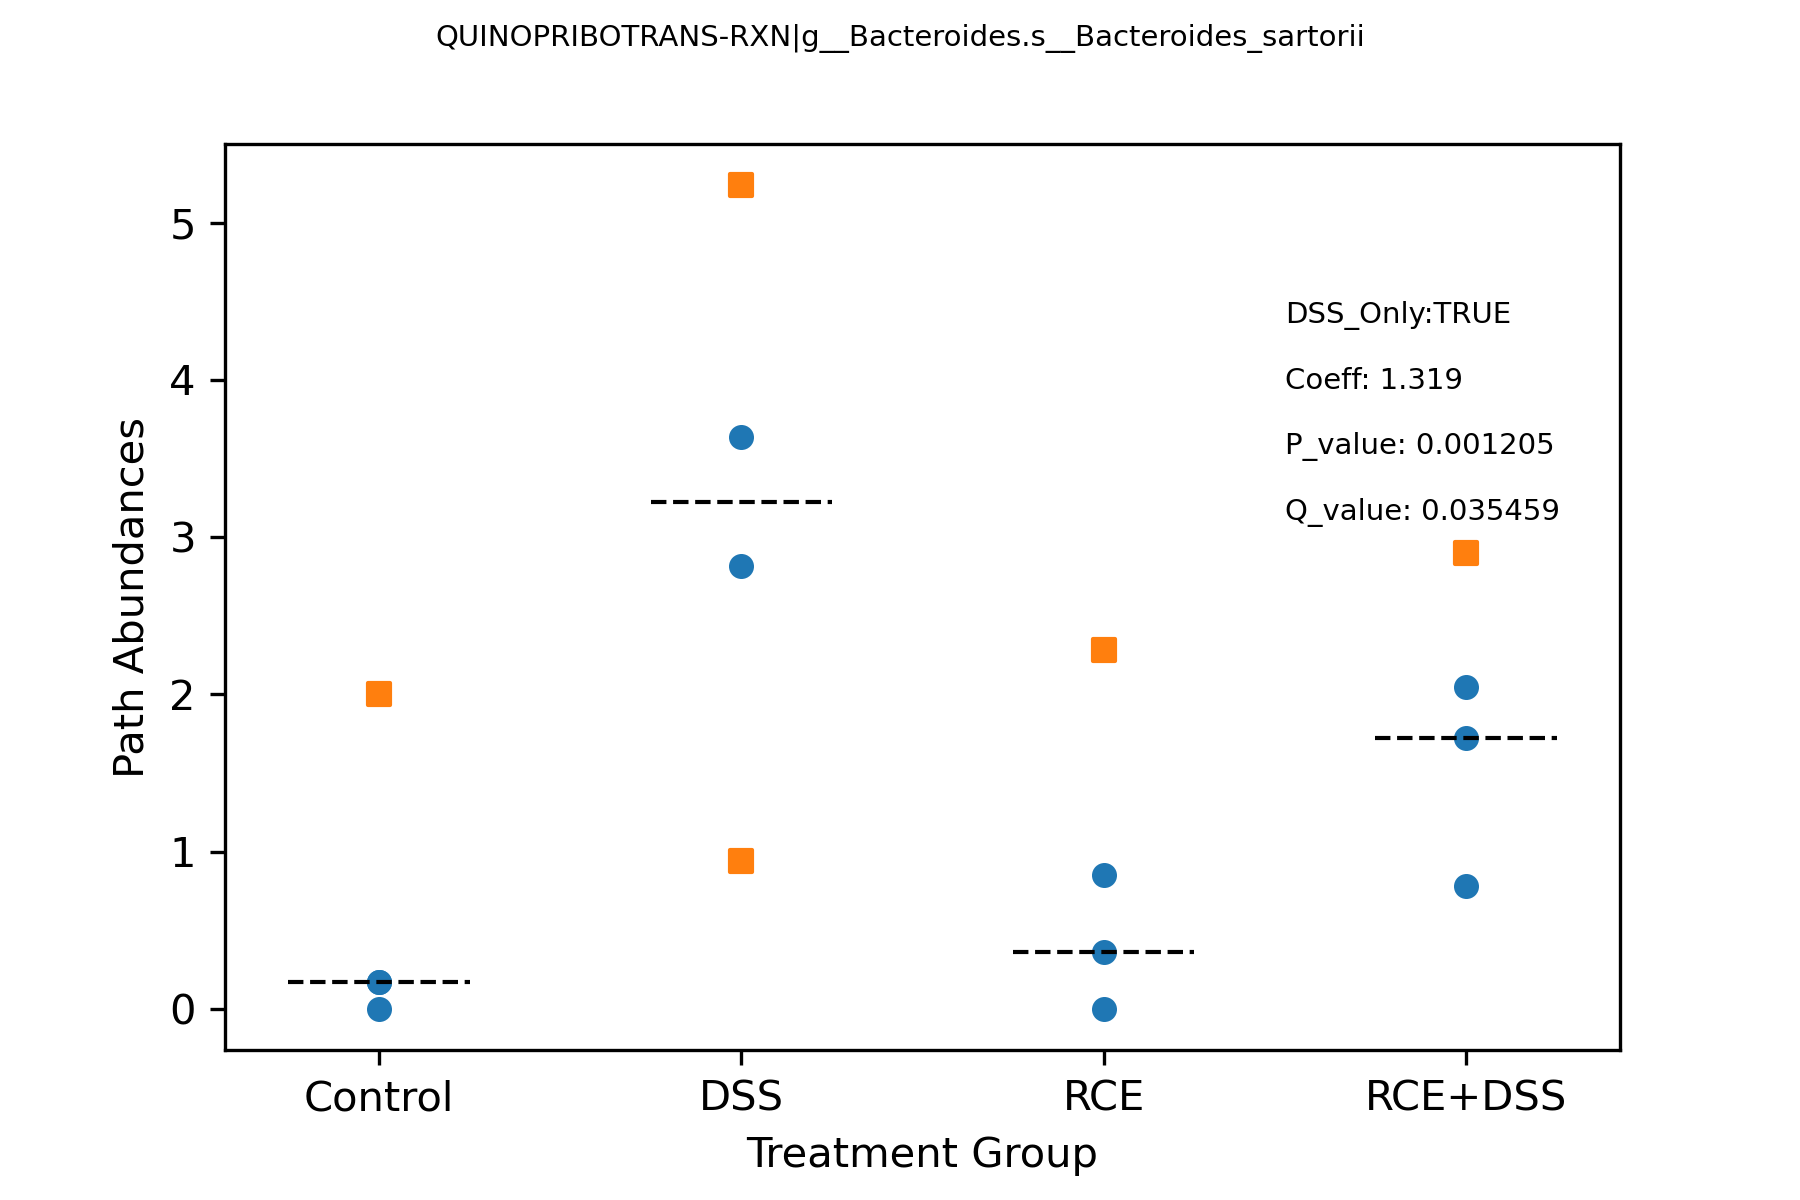 QUINOPRIBOTRANS-RXN|g__Bacteroides.s__Bacteroides_sartorii
5
4
3
2
1
0
Path Abundances
DSS_Only:TRUE
Coeff: 1.319
P_value: 0.001205
Q_value: 0.035459
Control DSS RCE RCE+DSS
Treatment Group